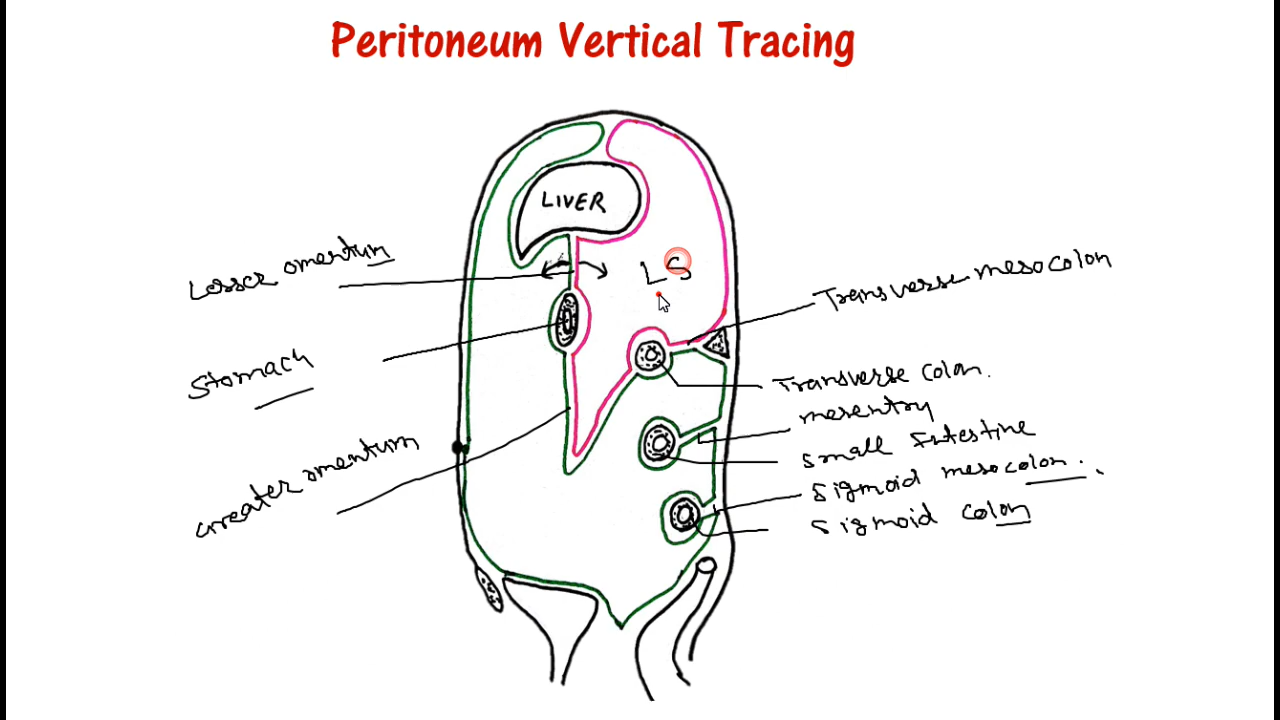 Peritoneum Vertical Tracing
LIVER
Lesser omentum
LS
Transverse mesocolon
Stomach
Transverse colon.
mesentry
Greater omentum
Small Intestine
Sigmoid mesocolon.
Sigmoid colon